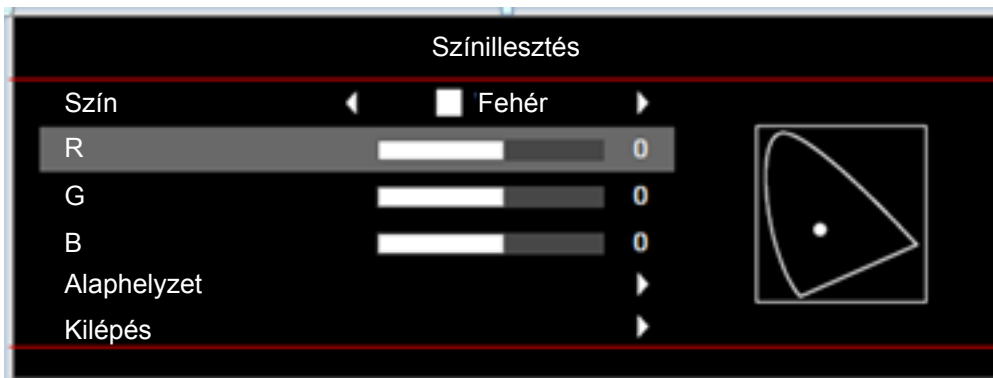 Színillesztés
Szín Fehér
R 0
G 0
B 0
Alaphelyzet
Kilépés